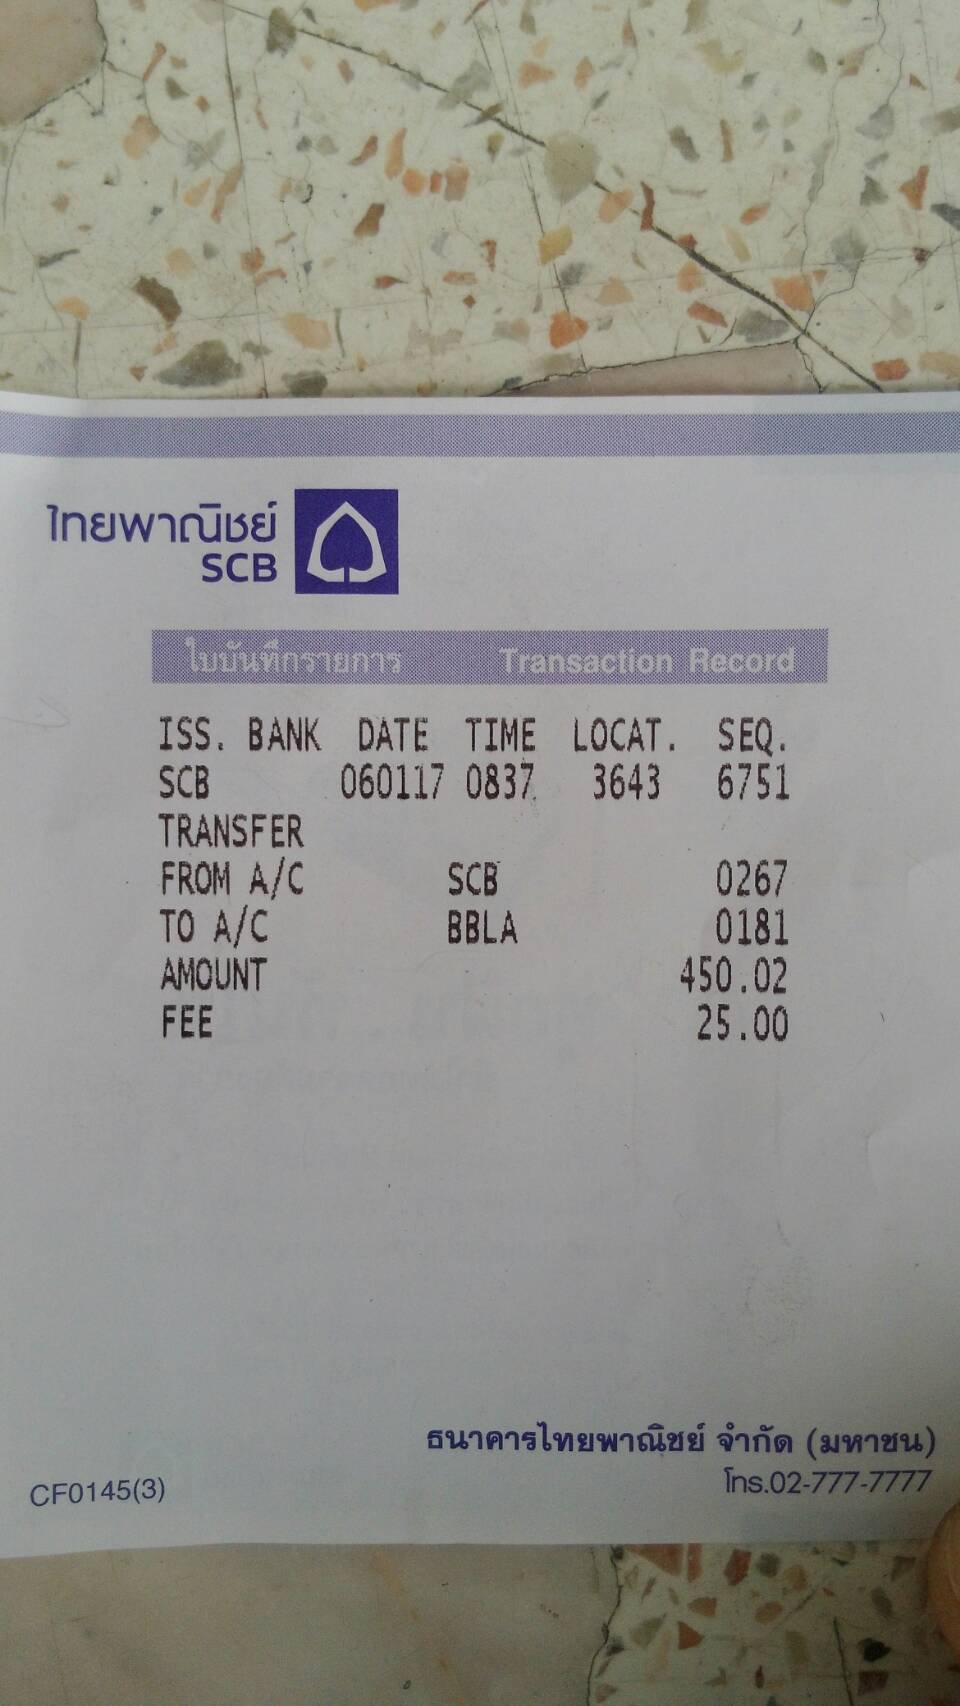 ไทยพาณิชย์
SCB
ใบบันทึกรายการ Transaction Record
ISS. BANK DATE TIME LOCAT. SEQ.
SCB 060117 0837 3643 6751
TRANSFER
FROM A/C SCB 0267
TO A/C BBLA 0181
AMOUNT 450.02
FEE 25.00
ธนาคารไทยพาณิชย์ จำกัด (มหาชน)
CF0145(3) โทร.02-777-7777